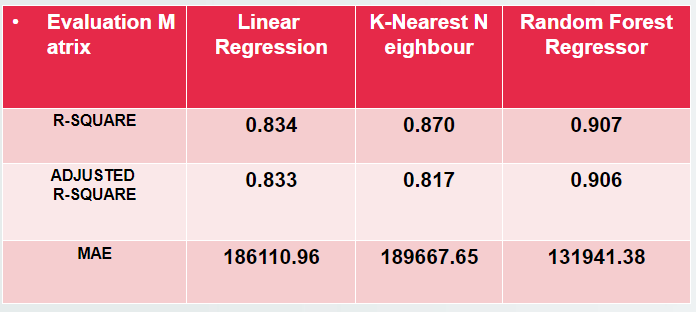 • Evaluation M
atrix
Linear
Regression
K-Nearest N
eighbour
Random Forest
Regressor
R-SQUARE
0.834
0.870
0.907
ADJUSTED
R-SQUARE
0.833
0.817
0.906
MAE
186110.96
189667.65
131941.38